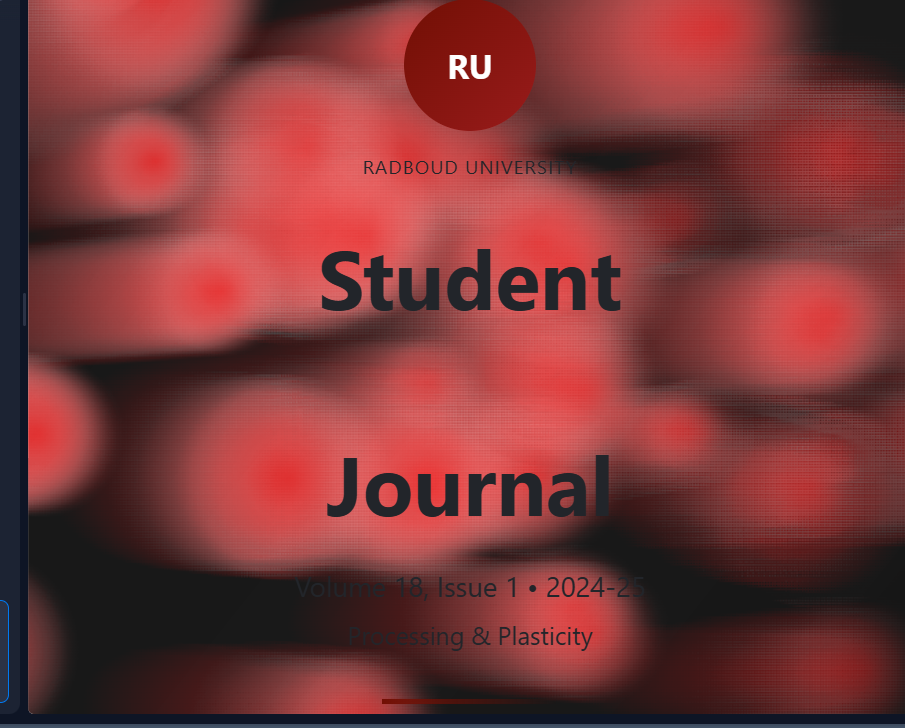 RU
RADBOUD UNIVERSITY
Student
Journal
Volume 18, Issue 1 • 2024-25
Processing & Plasticity